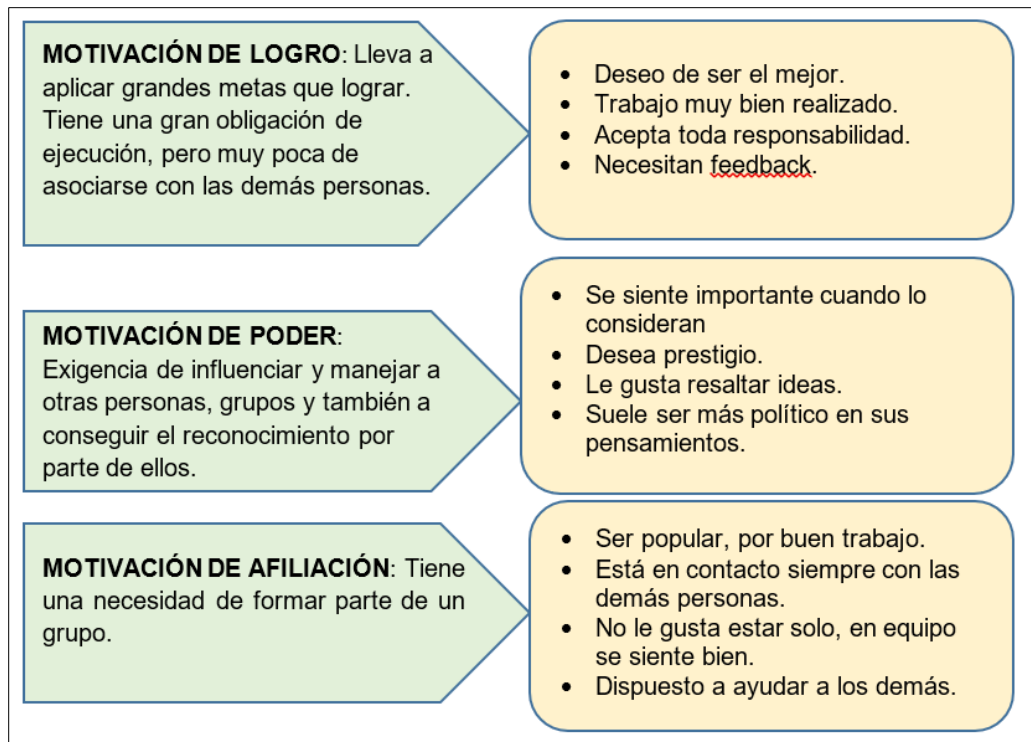 MOTIVACIÓN DE LOGRO: Lleva a
aplicar grandes metas que lograr.
Tiene una gran obligación de
ejecución, pero muy poca de
asociarse con las demás personas.
• Deseo de ser el mejor.
• Trabajo muy bien realizado.
• Acepta toda responsabilidad.
• Necesitan feedback.
MOTIVACIÓN DE PODER:
Exigencia de influenciar y manejar a
otras personas, grupos y también a
conseguir el reconocimiento por
parte de ellos.
• Se siente importante cuando lo
consideran
• Desea prestigio.
• Le gusta resaltar ideas.
• Suele ser más político en sus
pensamientos.
MOTIVACIÓN DE AFILIACIÓN: Tiene
una necesidad de formar parte de un
grupo.
• Ser popular, por buen trabajo.
• Está en contacto siempre con las
demás personas.
• No le gusta estar solo, en equipo
se siente bien.
• Dispuesto a ayudar a los demás.